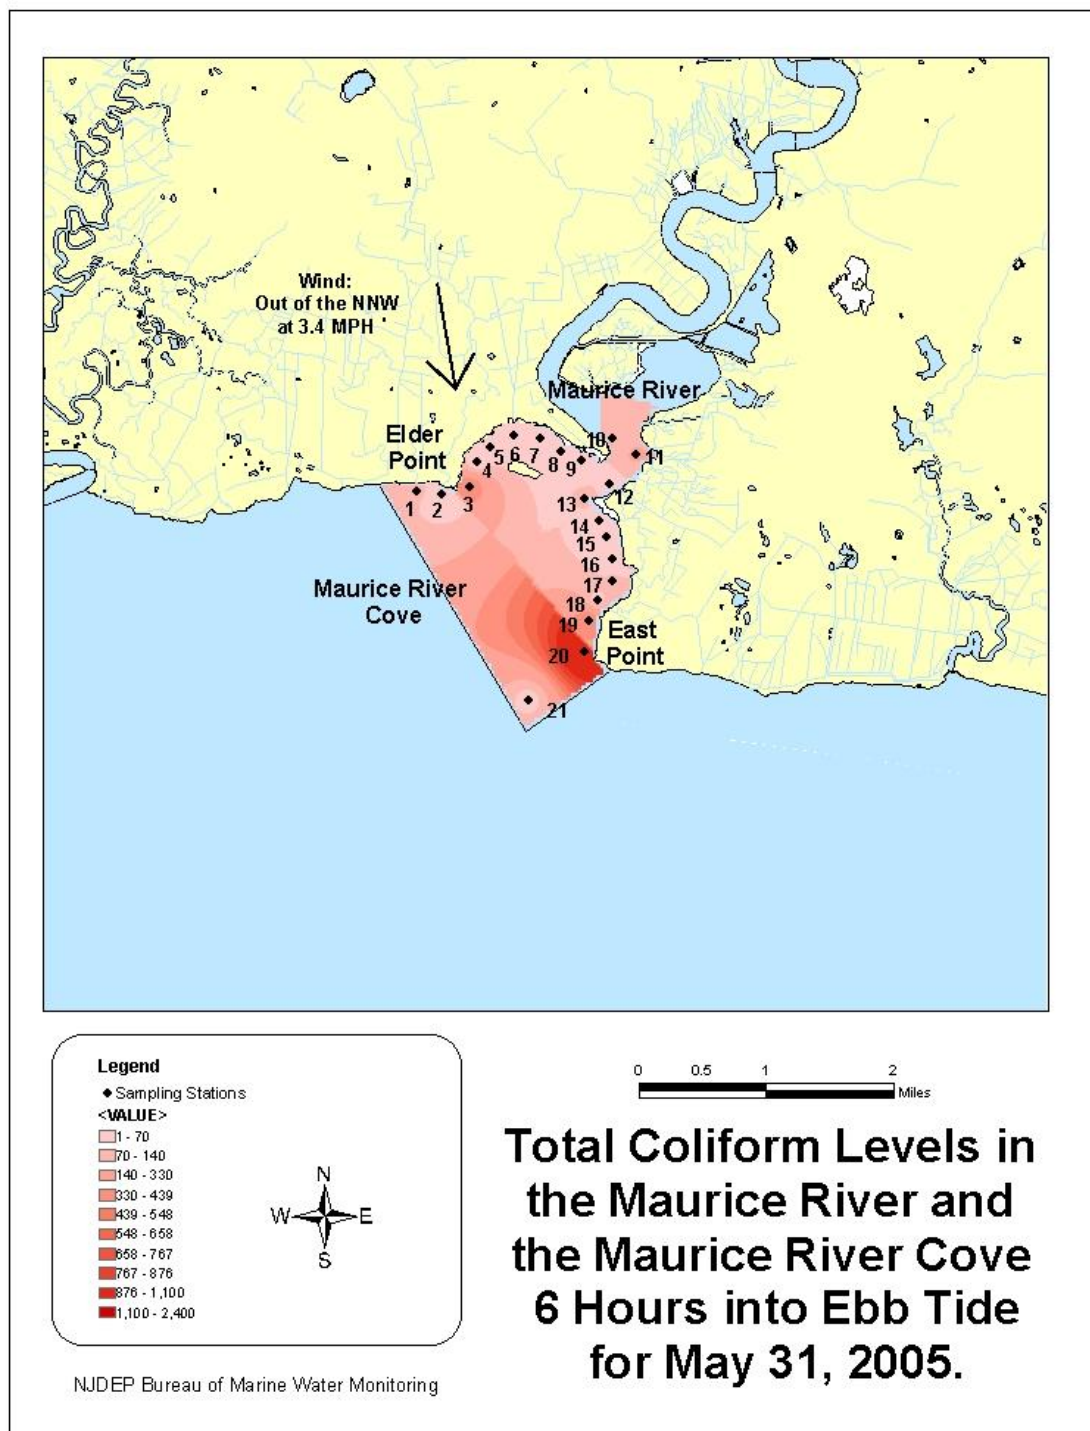 Wind:
Out of the NNW
at 3.4 MPH
Maurice River
Elder
Point
1
2
3
4
5
6
7
8
9
10
11
12
13
14
15
16
17
18
19
20
21
Maurice River
Cove
East
Point
Legend
Sampling Stations
<VALUE>
1 - 70
70 - 140
140 - 330
330 - 439
439 - 548
548 - 658
658 - 767
767 - 876
876 - 1,100
1,100 - 2,400
N
W E
S
0 0.5 1 2
Miles
Total Coliform Levels in
the Maurice River and
the Maurice River Cove
6 Hours into Ebb Tide
for May 31, 2005.
NJDEP Bureau of Marine Water Monitoring